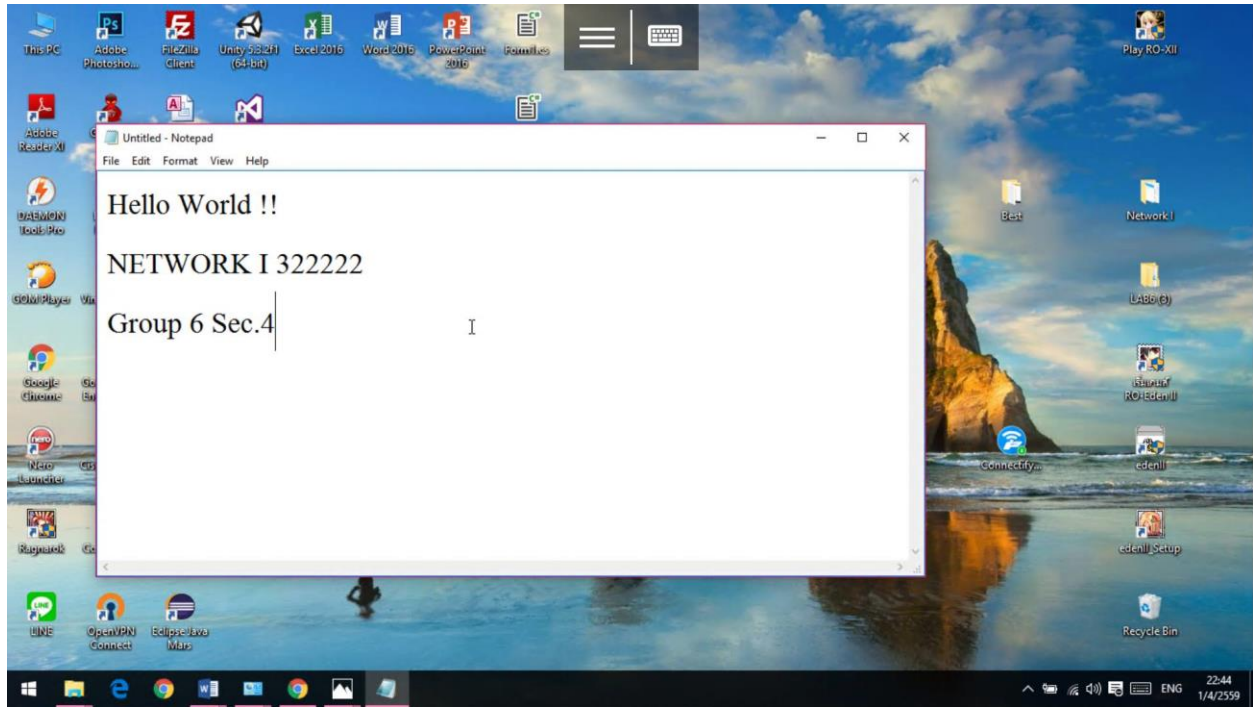 This PC
Adobe Photosho...
FileZilla Client
Unity 5.3.2f1 (64-bit)
Excel 2016
Word 2016
PowerPoint 2016
Play RO-XII
Adobe Reader XI
Untitled - Notepad
File Edit Format View Help
Hello World !!
NETWORK I 322222
Group 6 Sec.4
DAEMON Tools Pro
Best
Network I
GOM Player
LAB6 (3)
Google Chrome
RO-Eden II
Nero Launcher
Connectify...
edenII
Ragnarok
edenII_Setup
LINE
OpenVPN Connect
Eclipse Java Mars
Recycle Bin
ENG
22:44
1/4/2559